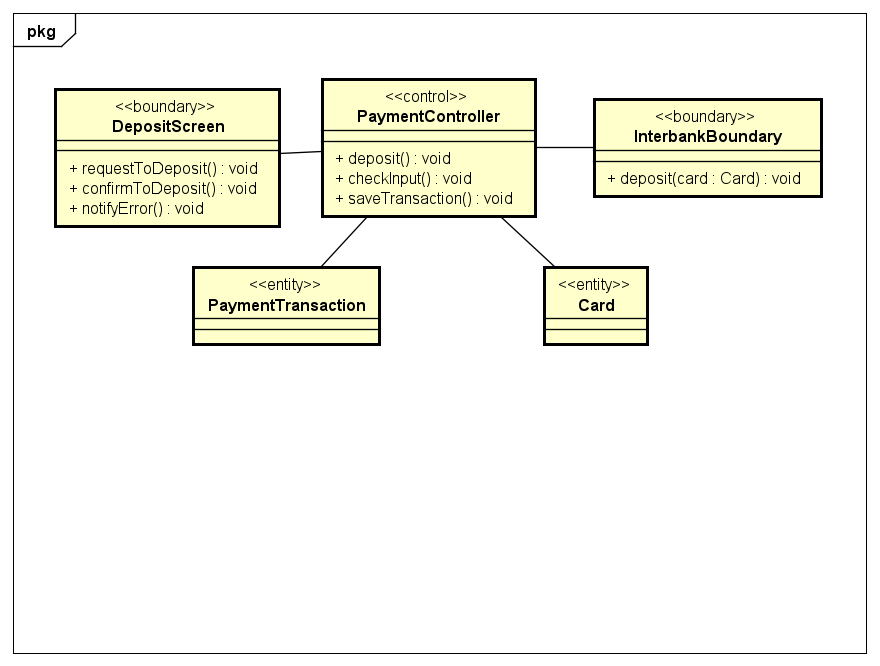 pkg
<<boundary>>
DepositScreen
+ requestToDeposit() : void
+ confirmToDeposit() : void
+ notifyError() : void
<<control>>
PaymentController
+ deposit() : void
+ checkInput() : void
+ saveTransaction() : void
<<boundary>>
InterbankBoundary
+ deposit(card : Card) : void
<<entity>>
PaymentTransaction
<<entity>>
Card